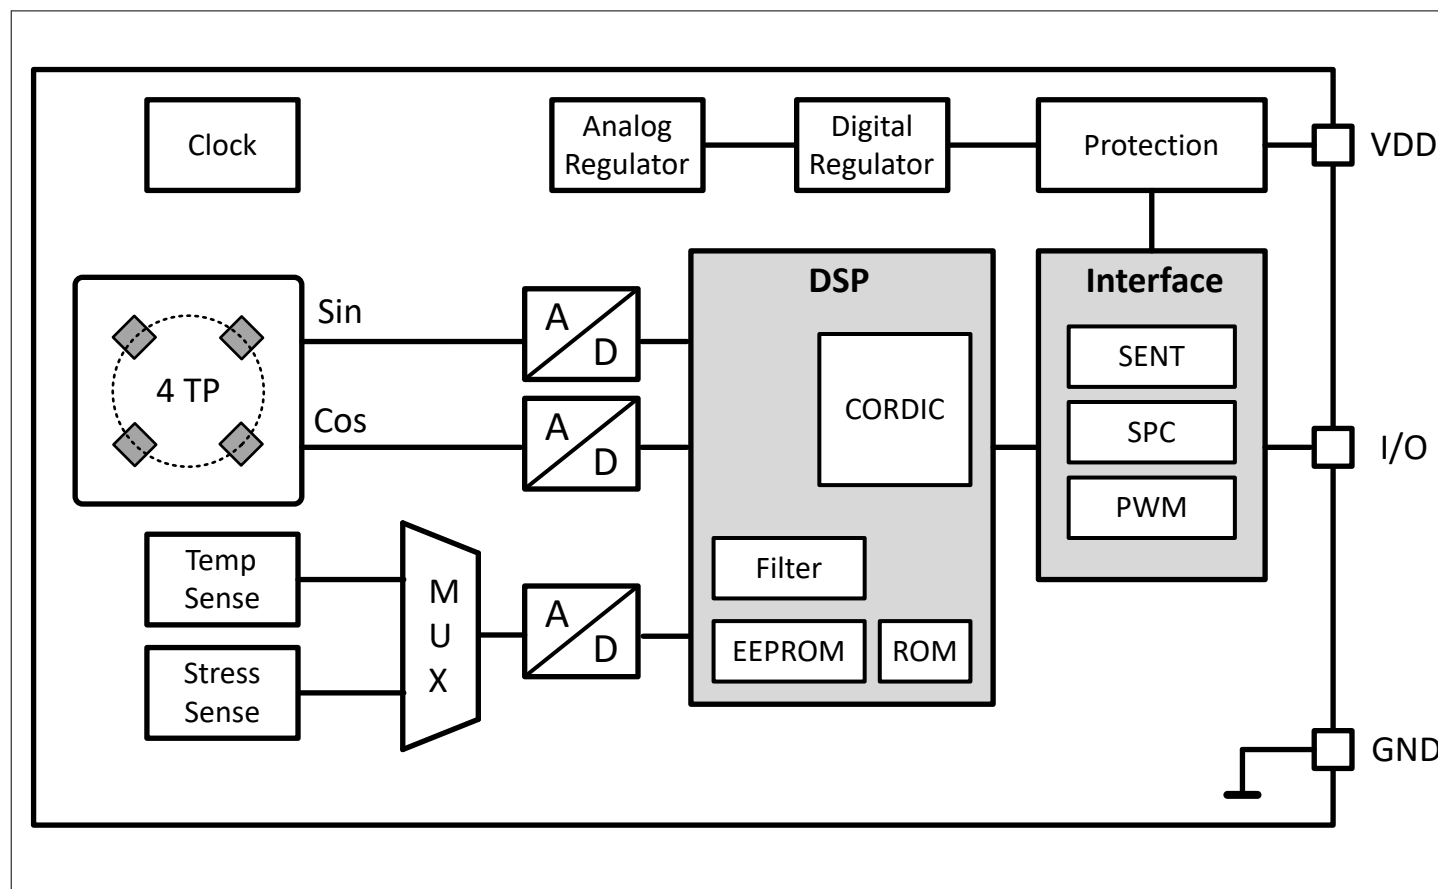 Clock
Analog
Regulator
Digital
Regulator
Protection
VDD
Sin
Cos
4 TP
A
D
A
D
DSP
CORDIC
Filter
EEPROM
ROM
Interface
SENT
SPC
PWM
I/O
Temp
Sense
Stress
Sense
M
U
X
A
D
GND